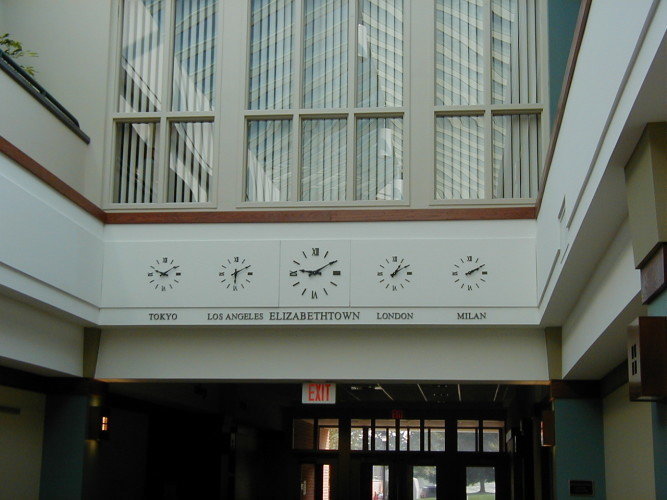 TOKYO LOS ANGELES ELIZABETHTOWN LONDON MILAN
EXIT